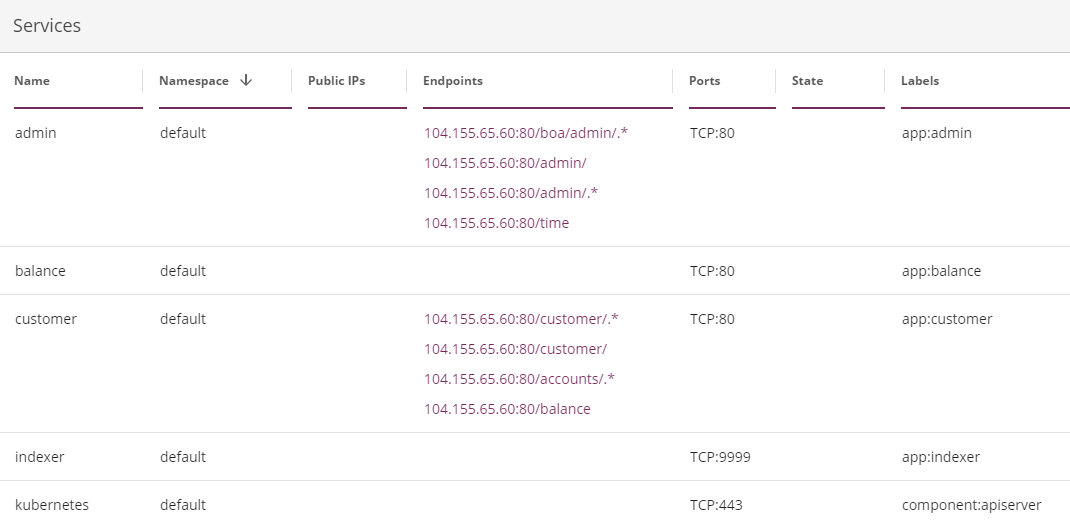 Services
Name Namespace Public IPs Endpoints Ports State Labels
admin default 104.155.65.60:80/boa/admin/.* TCP:80 app:admin
104.155.65.60:80/admin/
104.155.65.60:80/admin/.*
104.155.65.60:80/time
balance default TCP:80 app:balance
customer default 104.155.65.60:80/customer/.* TCP:80 app:customer
104.155.65.60:80/customer/
104.155.65.60:80/accounts/.*
104.155.65.60:80/balance
indexer default TCP:9999 app:indexer
kubernetes default TCP:443 component:apiserver